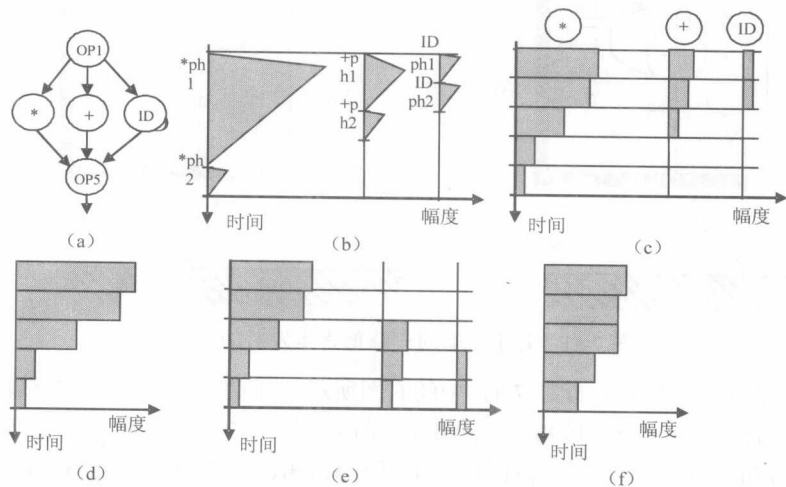 OP1
*
+
ID
OP5
(a)
*ph
1
*ph
2
+p
h1
+p
h2
ID
ph1
ID
ph2
幅度
时间
(b)
*
+
ID
幅度
时间
(c)
幅度
时间
(d)
幅度
时间
(e)
幅度
时间
(f)